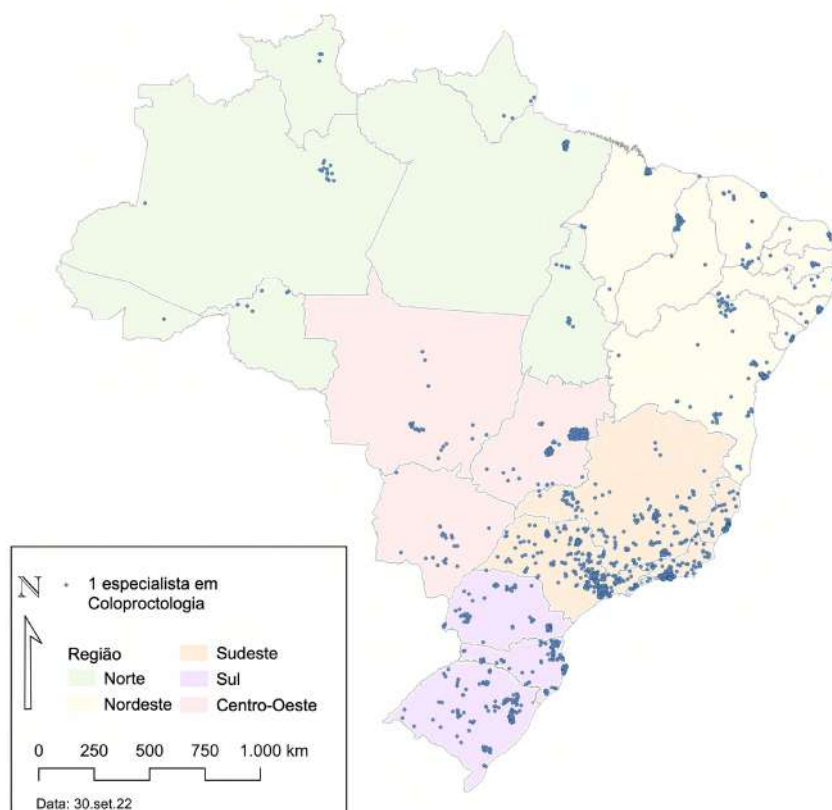 N
1 especialista em
Coloproctologia
Região
Norte
Nordeste
Sudeste
Sul
Centro-Oeste
0 250 500 750 1.000 km
Data: 30.set.22